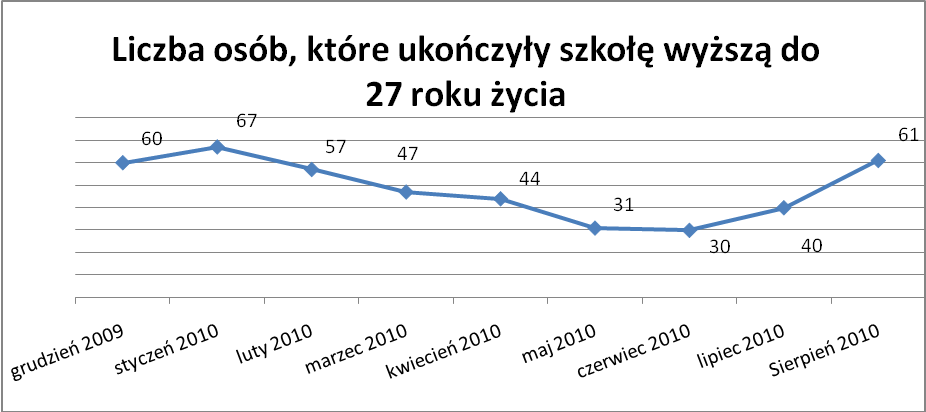 Liczba osób, które ukończyły szkołę wyższą do
27 roku życia
60
67
57
47
44
31
30
40
61
grudzień 2009
styczeń 2010
luty 2010
marzec 2010
kwiecień 2010
maj 2010
czerwiec 2010
lipiec 2010
Sierpień 2010